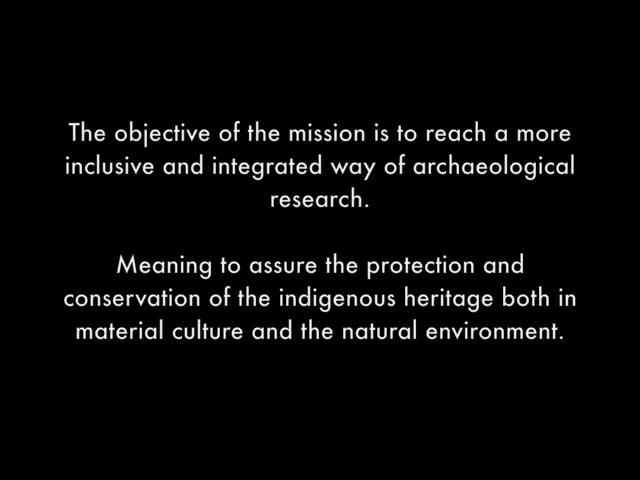 The objective of the mission is to reach a more
inclusive and integrated way of archaeological
research.
Meaning to assure the protection and
conservation of the indigenous heritage both in
material culture and the natural environment.